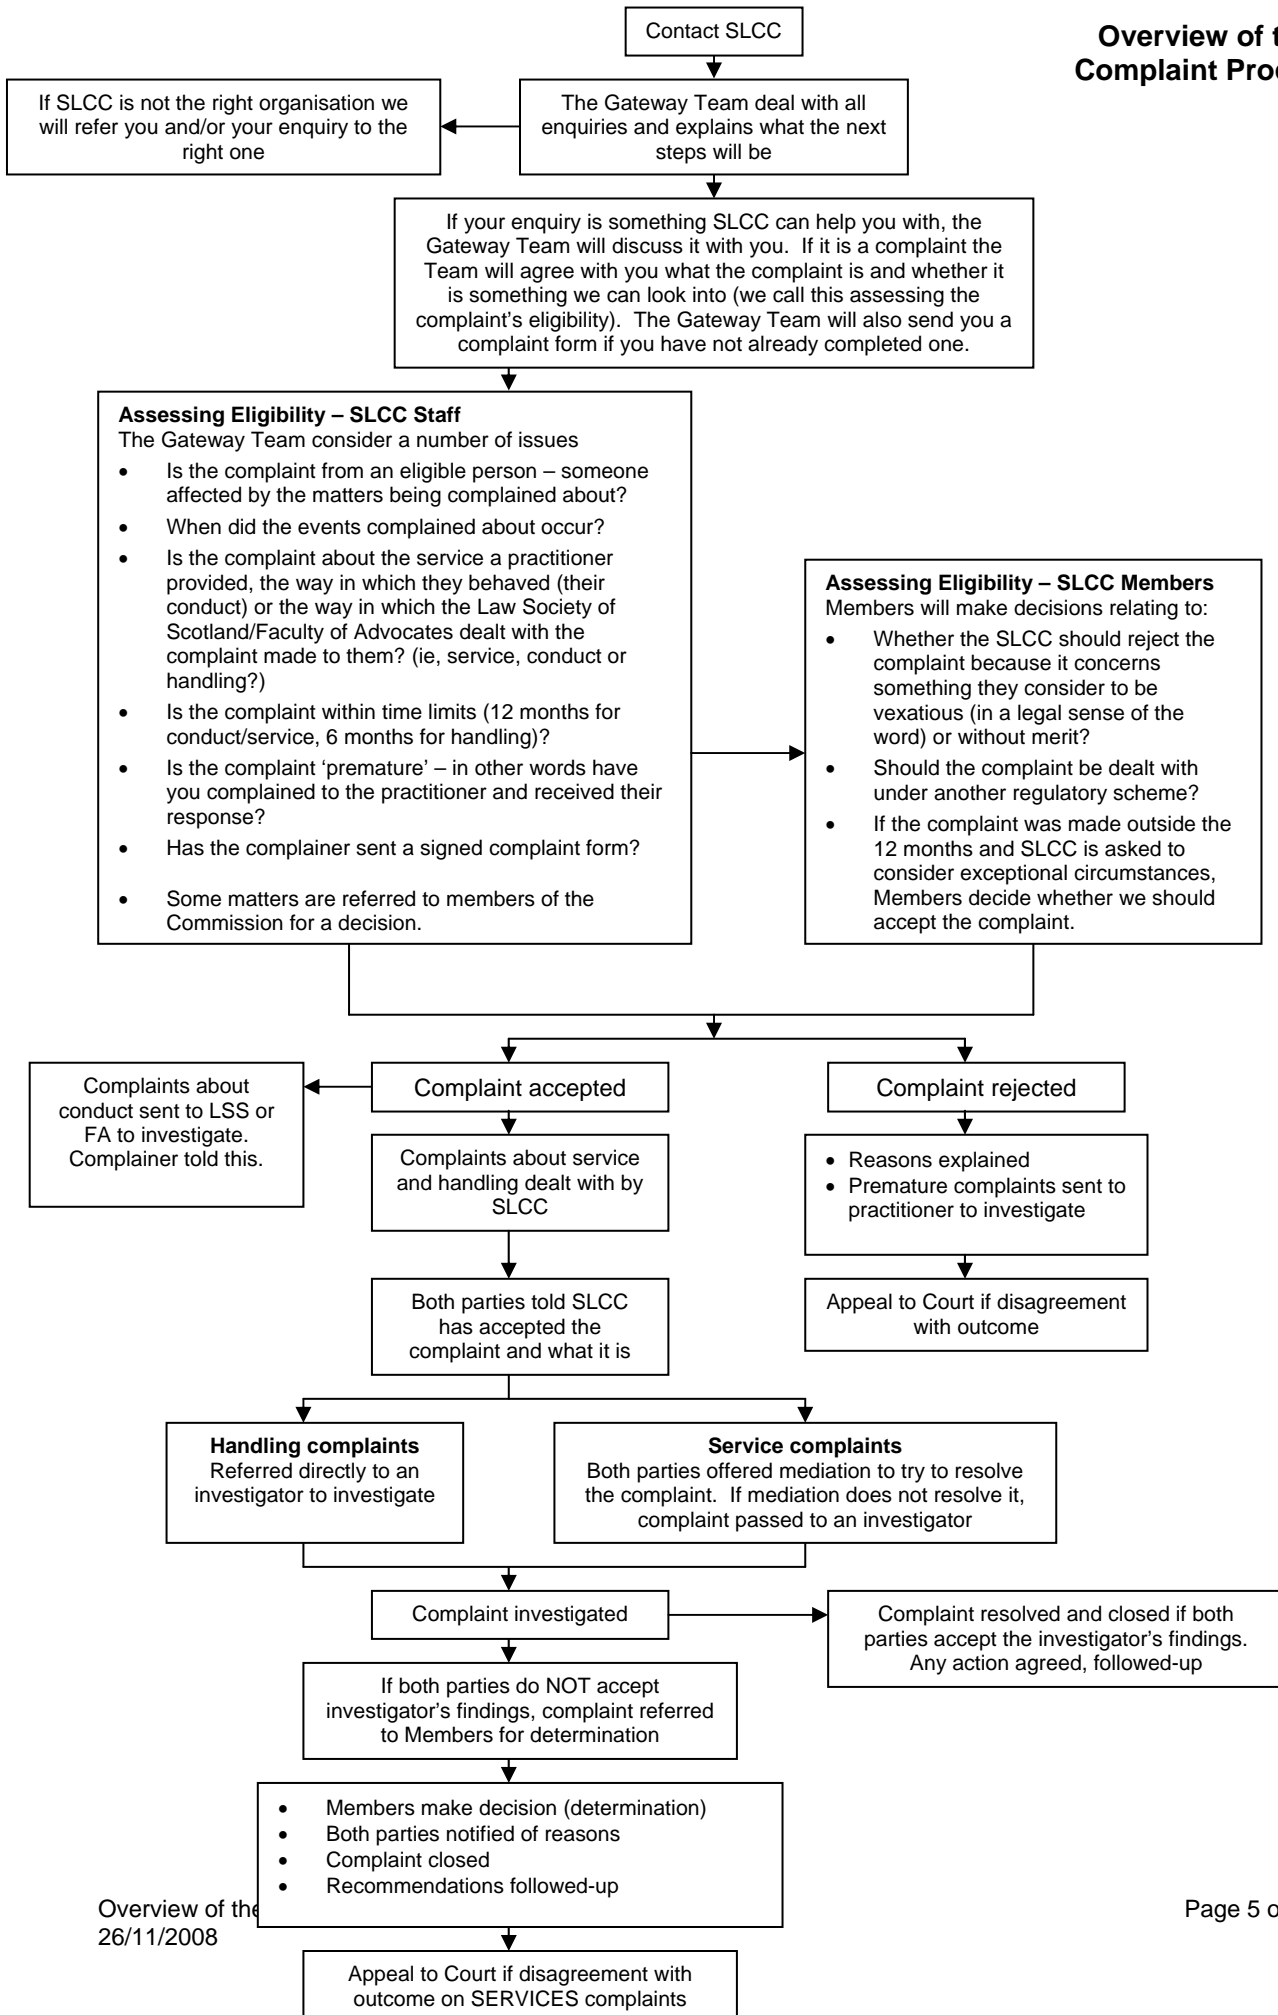 Contact SLCC
Overview of t
Complaint Proc
If SLCC is not the right organisation we
will refer you and/or your enquiry to the
right one
The Gateway Team deal with all
enquiries and explains what the next
steps will be
If your enquiry is something SLCC can help you with, the
Gateway Team will discuss it with you. If it is a complaint the
Team will agree with you what the complaint is and whether it
is something we can look into (we call this assessing the
complaint’s eligibility). The Gateway Team will also send you a
complaint form if you have not already completed one.
Assessing Eligibility – SLCC Staff
The Gateway Team consider a number of issues
• Is the complaint from an eligible person – someone
affected by the matters being complained about?
• When did the events complained about occur?
• Is the complaint about the service a practitioner
provided, the way in which they behaved (their
conduct) or the way in which the Law Society of
Scotland/Faculty of Advocates dealt with the
complaint made to them? (ie, service, conduct or
handling?)
• Is the complaint within time limits (12 months for
conduct/service, 6 months for handling)?
• Is the complaint ‘premature’ – in other words have
you complained to the practitioner and received their
response?
• Has the complainer sent a signed complaint form?
• Some matters are referred to members of the
Commission for a decision.
Assessing Eligibility – SLCC Members
Members will make decisions relating to:
• Whether the SLCC should reject the
complaint because it concerns
something they consider to be
vexatious (in a legal sense of the
word) or without merit?
• Should the complaint be dealt with
under another regulatory scheme?
• If the complaint was made outside the
12 months and SLCC is asked to
consider exceptional circumstances,
Members decide whether we should
accept the complaint.
Complaints about
conduct sent to LSS or
FA to investigate.
Complainer told this.
Complaint accepted
Complaint rejected
Complaints about service
and handling dealt with by
SLCC
• Reasons explained
• Premature complaints sent to
practitioner to investigate
Both parties told SLCC
has accepted the
complaint and what it is
Appeal to Court if disagreement
with outcome
Handling complaints
Referred directly to an
investigator to investigate
Service complaints
Both parties offered mediation to try to resolve
the complaint. If mediation does not resolve it,
complaint passed to an investigator
Complaint investigated
Complaint resolved and closed if both
parties accept the investigator’s findings.
Any action agreed, followed-up
If both parties do NOT accept
investigator’s findings, complaint referred
to Members for determination
• Members make decision (determination)
• Both parties notified of reasons
• Complaint closed
• Recommendations followed-up
Overview of the
26/11/2008
Page 5 o
Appeal to Court if disagreement with
outcome on SERVICES complaints